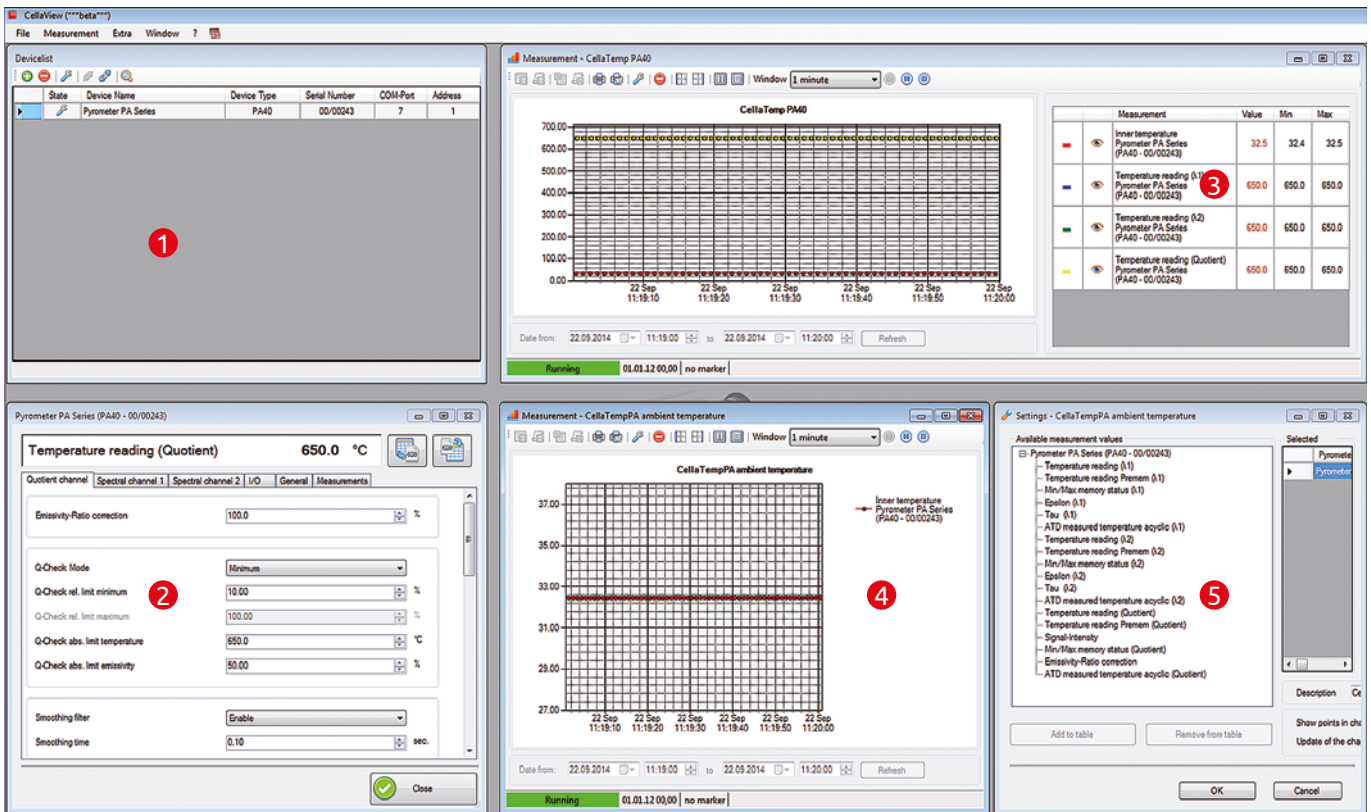 CellaView (***beta***)
File Measurement Extra Window ?
Devicelist
State Device Name Device Type Serial Number COM-Port Address
Pyrometer PA Series PA40 00/00243 7 1
1
Measurement - CellaTemp PA40
Window 1 minute
CellaTemp PA40
700.00
600.00
500.00
400.00
300.00
200.00
100.00
0.00
22 Sep 22 Sep 22 Sep 22 Sep 22 Sep 22 Sep
11:19:10 11:19:20 11:19:30 11:19:40 11:19:50 11:20:00
Measurement Value Min Max
Inner temperature
Pyrometer PA Series
(PA40 - 00/00243)
32.5 32.4 32.5
Temperature reading (λ1)
Pyrometer PA Series
(PA40 - 00/00243)
650.0 650.0 650.0
3
Temperature reading (λ2)
Pyrometer PA Series
(PA40 - 00/00243)
650.0 650.0 650.0
Temperature reading (Quotient)
Pyrometer PA Series
(PA40 - 00/00243)
650.0 650.0 650.0
Date from: 22.09.2014 11:19:00 to 22.09.2014 11:20:00 Refresh
Running 01.01.12 00,00 no marker
Pyrometer PA Series (PA40 - 00/00243)
Temperature reading (Quotient) 650.0 °C
Quotient channel Spectral channel 1 Spectral channel 2 I/O General Measurements
Emissivity-Ratio correction 100.0 %
Q-Check Mode Minimum
Q-Check rel. limit minimum 10.00 %
2
Q-Check rel. limit maximum 100.00 %
Q-Check abs. limit temperature 650.0 °C
Q-Check abs. limit emissivity 50.00 %
Smoothing filter Enable
Smoothing time 0.10 sec.
Close
Measurement - CellaTempPA ambient temperature
Window 1 minute
CellaTempPA ambient temperature
37.00
35.00
33.00
31.00
29.00
27.00
22 Sep 22 Sep 22 Sep 22 Sep 22 Sep 22 Sep
11:19:10 11:19:20 11:19:30 11:19:40 11:19:50 11:20:00
Inner temperature
Pyrometer PA Series
(PA40 - 00/00243)
4
Date from: 22.09.2014 11:19:00 to 22.09.2014 11:20:00 Refresh
Running 01.01.12 00,00 no marker
Settings - CellaTempPA ambient temperature
Available measurement values
Pyrometer PA Series (PA40 - 00/00243)
Temperature reading (λ1)
Temperature reading Premem (λ1)
Min/Max memory status (λ1)
Epsilon (λ1)
Tau (λ1)
ATD measured temperature acyclic (λ1)
Temperature reading (λ2)
Temperature reading Premem (λ2)
Min/Max memory status (λ2)
Epsilon (λ2)
Tau (λ2)
ATD measured temperature acyclic (λ2)
Temperature reading (Quotient)
Temperature reading Premem (Quotient)
Signal-Intensity
Min/Max memory status (Quotient)
Emissivity-Ratio correction
ATD measured temperature acyclic (Quotient)
5
Selected
Pyromete
Pyrometer
Add to table Remove from table
Description Ce
Show points in cha
Update of the cha
OK Cancel